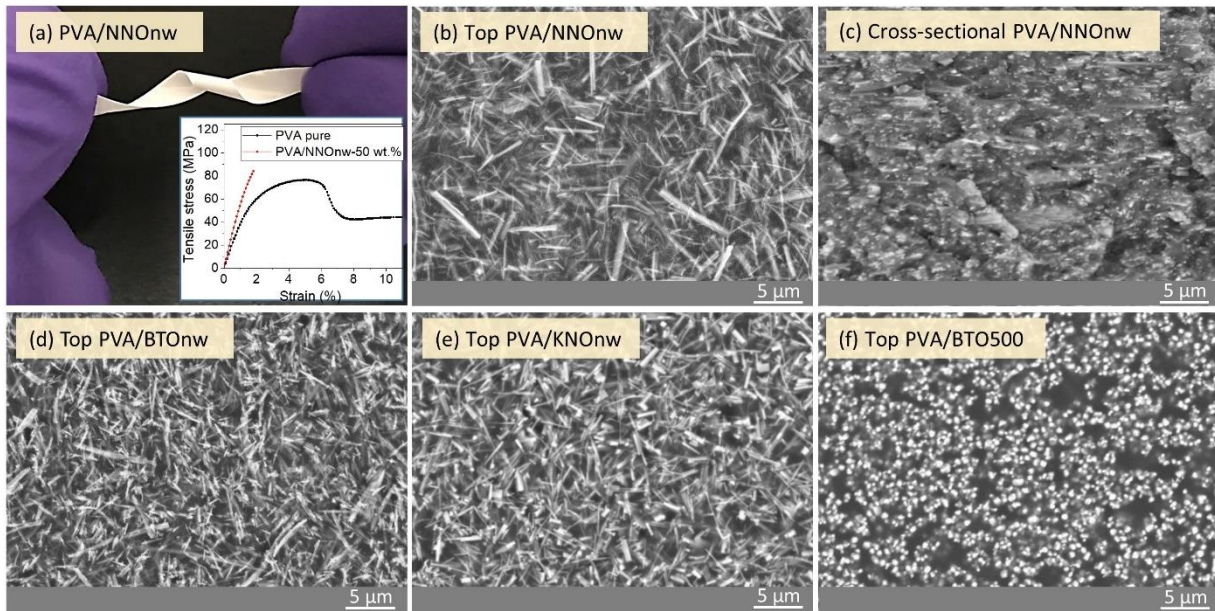 (a) PVA/NNOnw
120
100
80
60
40
20
0
Tensile stress (MPa)
PVA pure
PVA/NNOnw-50 wt.%
0 2 4 6 8 10
Strain (%)
(b) Top PVA/NNOnw
5 µm
(c) Cross-sectional PVA/NNOnw
5 µm
(d) Top PVA/BTOnw
5 µm
(e) Top PVA/KNOnw
5 µm
(f) Top PVA/BTO500
5 µm